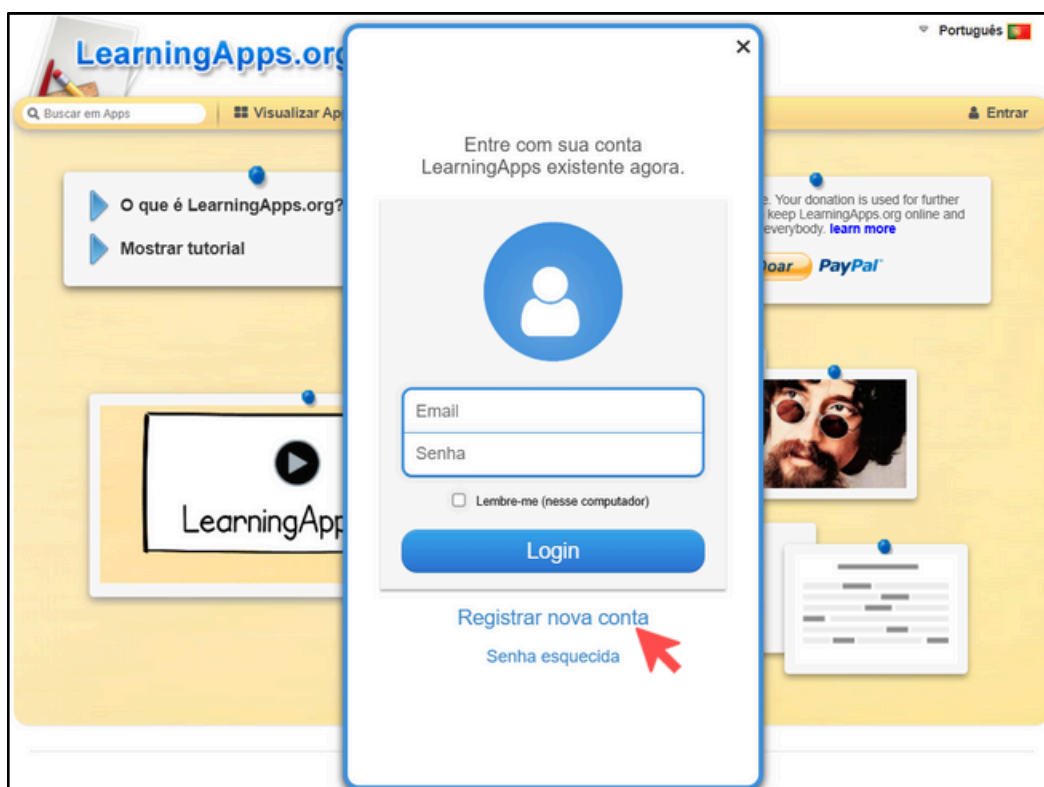 LearningApps.org
Português
Buscar em Apps
Visualizar Ap
Entrar
O que é LearningApps.org?
Mostrar tutorial
LearningApp
×
Entre com sua conta
LearningApps existente agora.
Email
Senha
Lembre-me (nesse computador)
Login
Registrar nova conta
Senha esquecida
Your donation is used for further
keep LearningApps.org online and
everybody. learn more
Doar PayPal